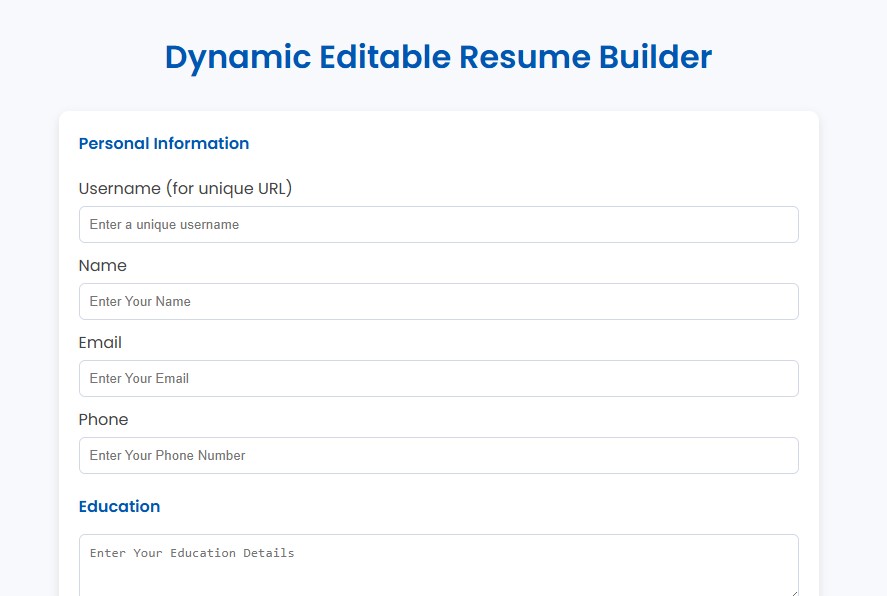 Dynamic Editable Resume Builder
Personal Information
Username (for unique URL)
Enter a unique username
Name
Enter Your Name
Email
Enter Your Email
Phone
Enter Your Phone Number
Education
Enter Your Education Details